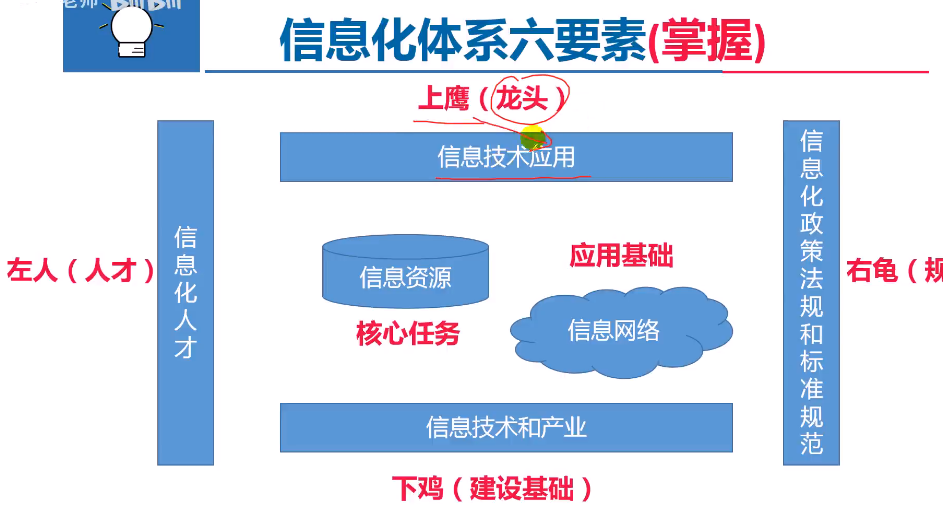 老师
信息化体系六要素(掌握)
上鹰（龙头）
信息技术应用
信息化人才
信息化政策法规和标准规范
左人（人才）
右龟（规
信息资源
应用基础
核心任务
信息网络
信息技术和产业
下鸡（建设基础）